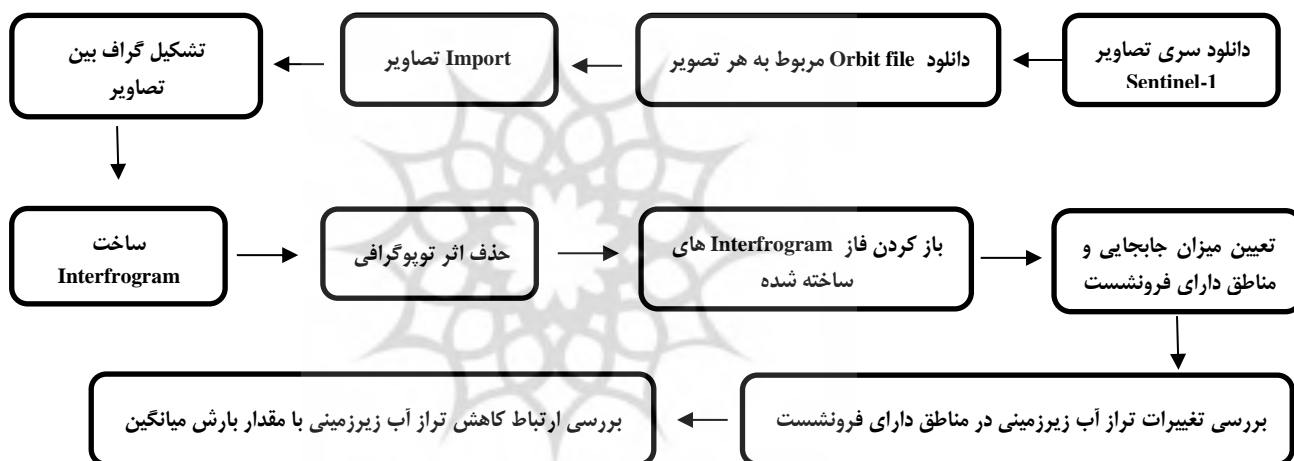 دانلود سری تصاویر
Sentinel-1
دانلود Orbit file مربوط به هر تصویر
Import تصاویر
تشکیل گراف بین
تصاویر
ساخت
Interfrogram
حذف اثر توپوگرافی
باز کردن فاز Interfrogram های
ساخته شده
تعیین میزان جابجایی و
مناطق دارای فرونشست
بررسی تغییرات تراز آب زیرزمینی در مناطق دارای فرونشست
بررسی ارتباط کاهش تراز آب زیرزمینی با مقدار بارش میانگین